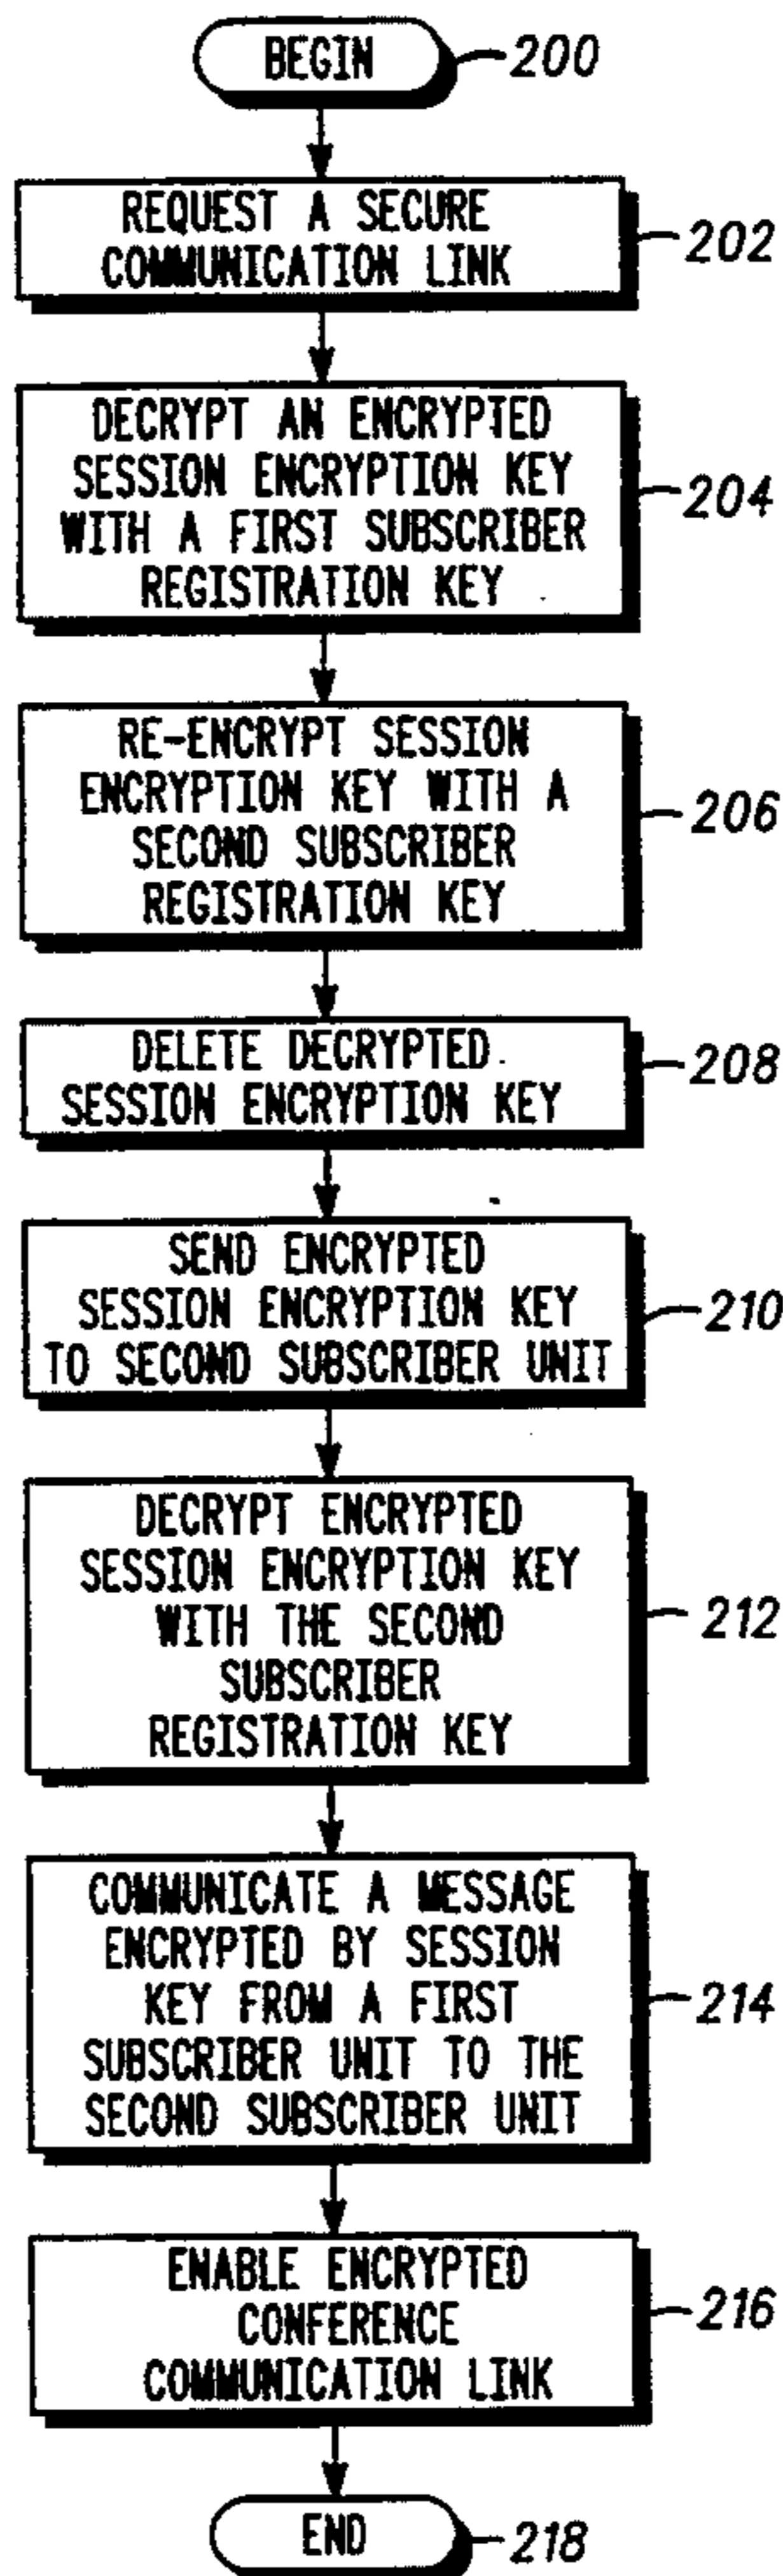 BEGIN
200
REQUEST A SECURE
COMMUNICATION LINK
202
DECRYPT AN ENCRYPTED
SESSION ENCRYPTION KEY
WITH A FIRST SUBSCRIBER
REGISTRATION KEY
204
RE-ENCRYPT SESSION
ENCRYPTION KEY WITH A
SECOND SUBSCRIBER
REGISTRATION KEY
206
DELETE DECRYPTED
SESSION ENCRYPTION KEY
208
SEND ENCRYPTED
SESSION ENCRYPTION KEY
TO SECOND SUBSCRIBER UNIT
210
DECRYPT ENCRYPTED
SESSION ENCRYPTION KEY
WITH THE SECOND
SUBSCRIBER
REGISTRATION KEY
212
COMMUNICATE A MESSAGE
ENCRYPTED BY SESSION
KEY FROM A FIRST
SUBSCRIBER UNIT TO THE
SECOND SUBSCRIBER UNIT
214
ENABLE ENCRYPTED
CONFERENCE
COMMUNICATION LINK
216
END
218